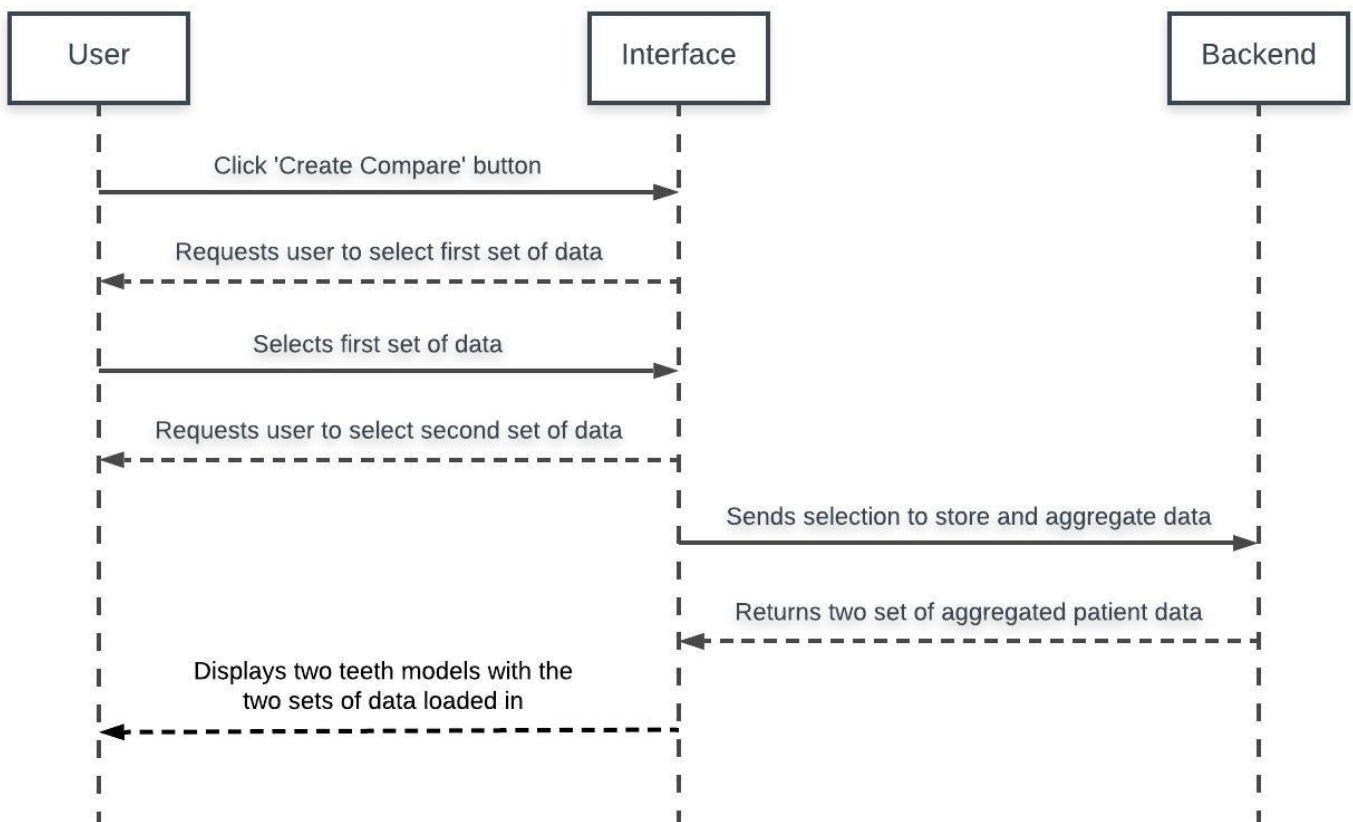 User
Interface
Backend
Click 'Create Compare' button
Requests user to select first set of data
Selects first set of data
Requests user to select second set of data
Sends selection to store and aggregate data
Returns two set of aggregated patient data
Displays two teeth models with the
two sets of data loaded in